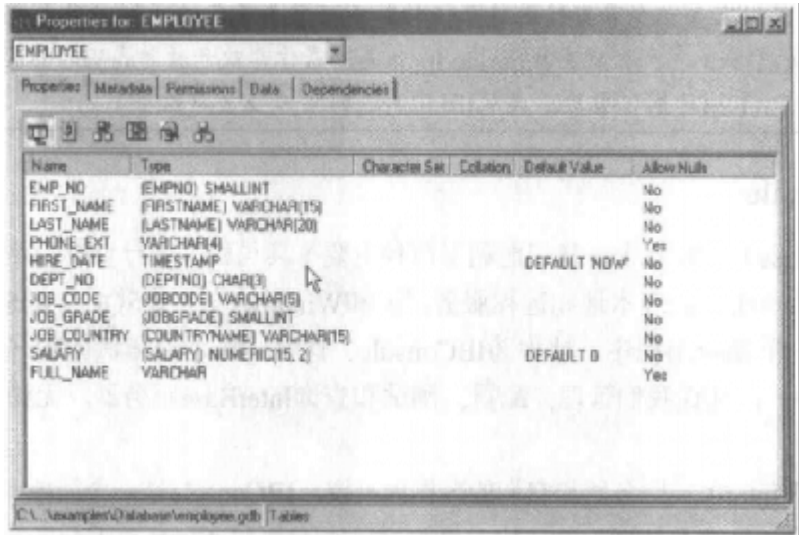 Properties for: EMPLOYEE
EMPLOYEE
Properties Metadata Permissions Data Dependencies
Name Type Character Set Collation Default Value Allow Nulls
EMP_NO (EMPNO) SMALLINT No
FIRST_NAME (FIRSTNAME) VARCHAR(15) No
LAST_NAME (LASTNAME) VARCHAR(20) No
PHONE_EXT VARCHAR(4) Yes
HIRE_DATE TIMESTAMP DEFAULT 'NOW' No
DEPT_NO (DEPTNO) CHAR(3) No
JOB_CODE (JOBCODE) VARCHAR(5) No
JOB_GRADE (JOBGRADE) SMALLINT No
JOB_COUNTRY (COUNTRYNAME) VARCHAR(15) No
SALARY (SALARY) NUMERIC(15, 2) DEFAULT 0 No
FULL_NAME VARCHAR Yes
C:\...\examples\Database\employee.gdb Tables